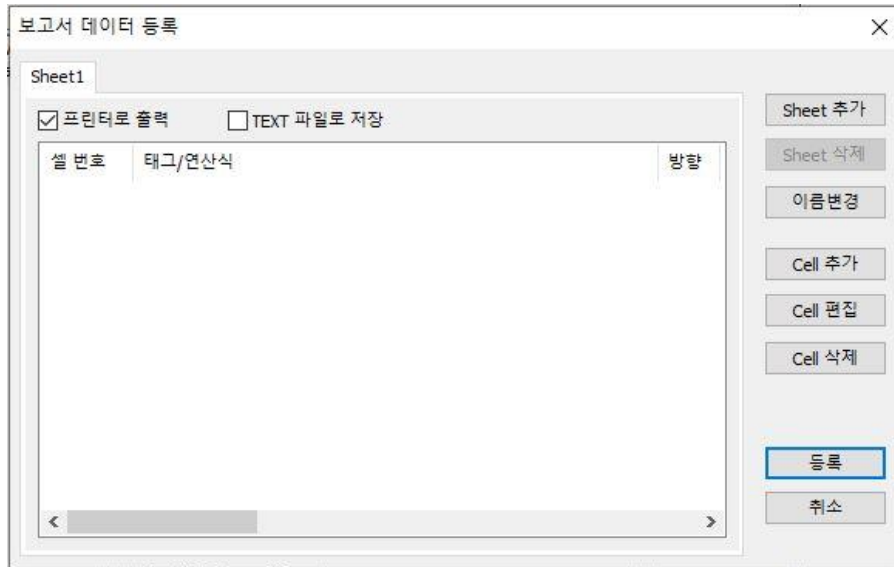 보고서 데이터 등록
Sheet1
프린터로 출력 TEXT 파일로 저장
셀 번호 태그/연산식 방향
Sheet 추가
Sheet 삭제
이름변경
Cell 추가
Cell 편집
Cell 삭제
등록
취소